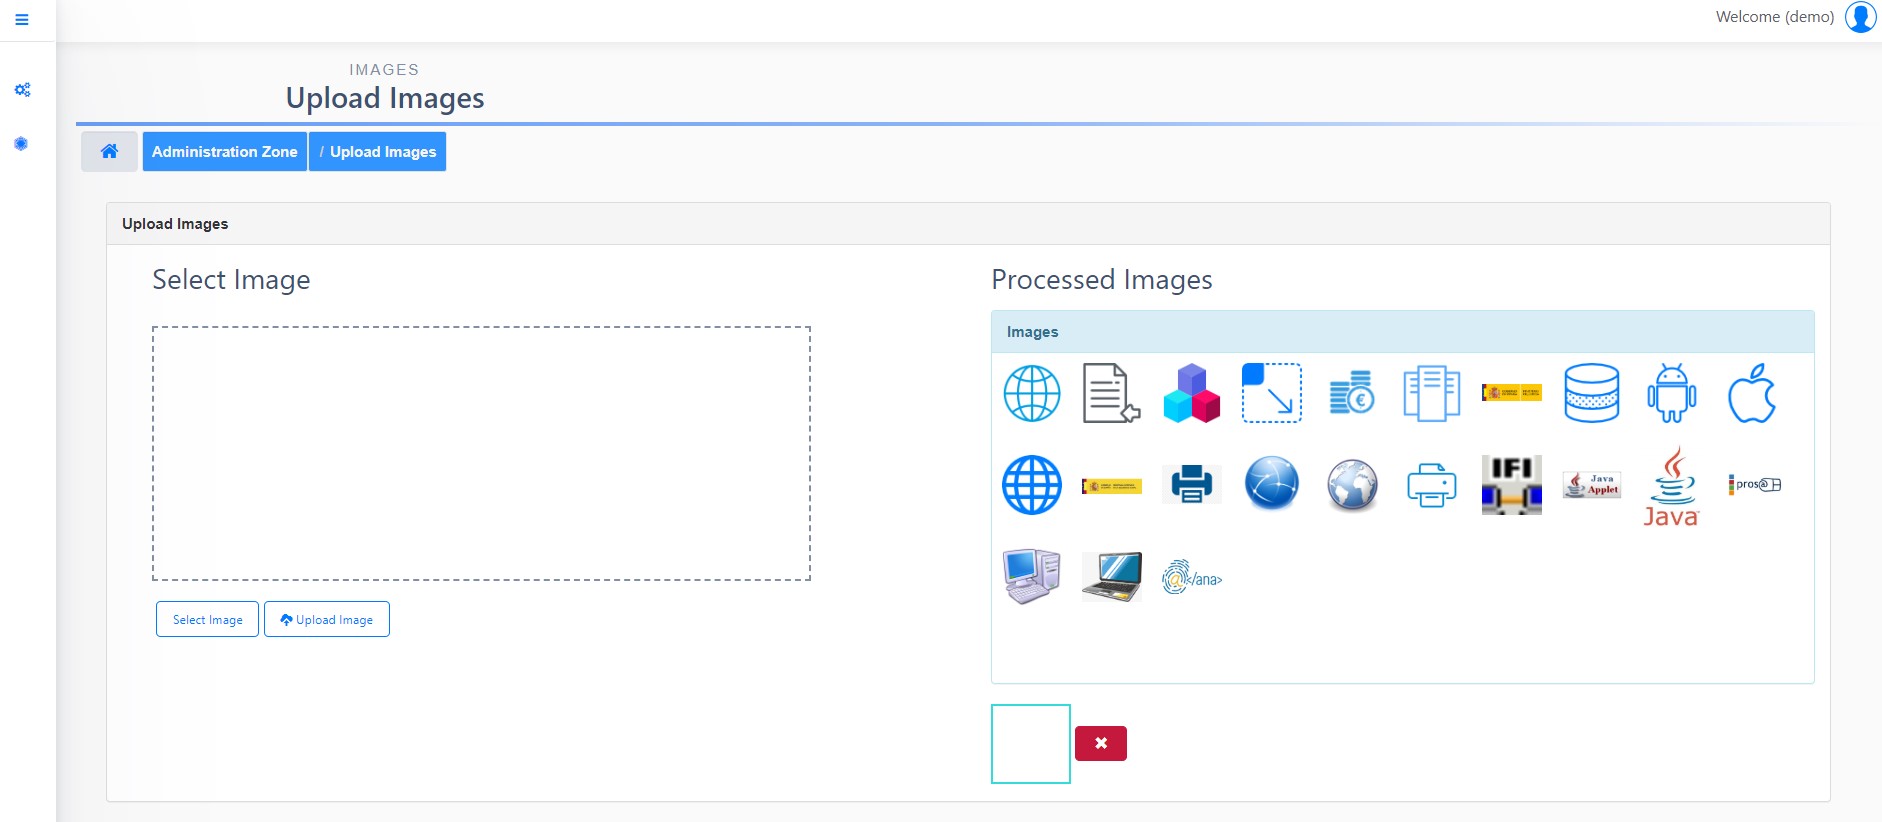 Welcome (demo)
IMAGES
Upload Images
Administration Zone
/ Upload Images
Upload Images
Select Image
Processed Images
Images
IFI
Java
Applet
Java
pros@
@</ana>
Select Image
Upload Image